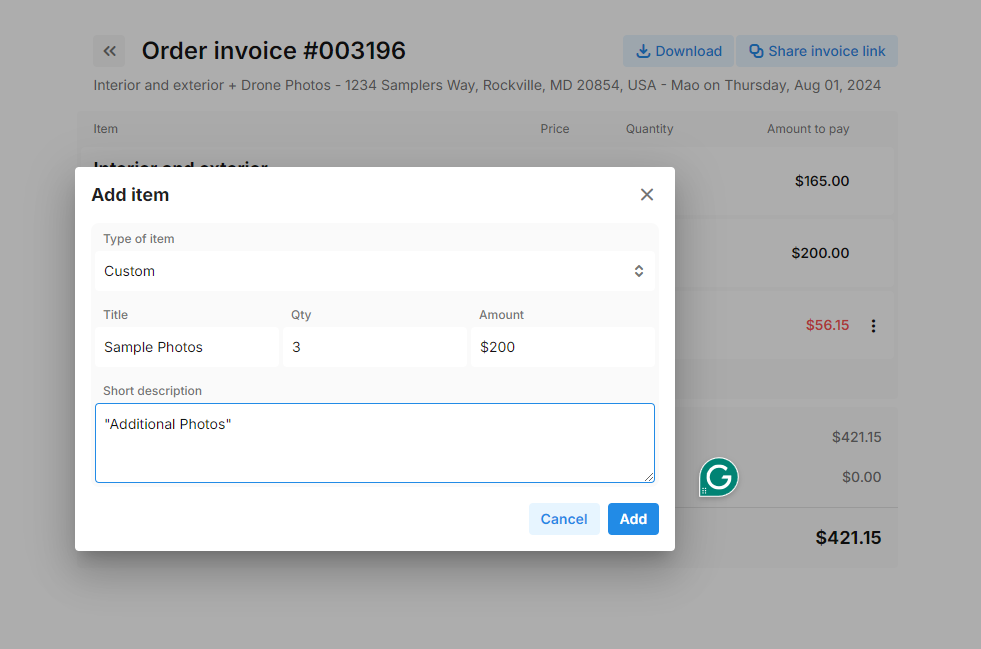 Order invoice #003196
Download
Share invoice link
Interior and exterior + Drone Photos - 1234 Samplers Way, Rockville, MD 20854, USA - Mao on Thursday, Aug 01, 2024
Item Price Quantity Amount to pay
Interior and exterior
$165.00
$200.00
$56.15
$421.15
$0.00
$421.15
Add item
Type of item
Custom
Title Qty Amount
Sample Photos 3 $200
Short description
"Additional Photos"
Cancel Add
G